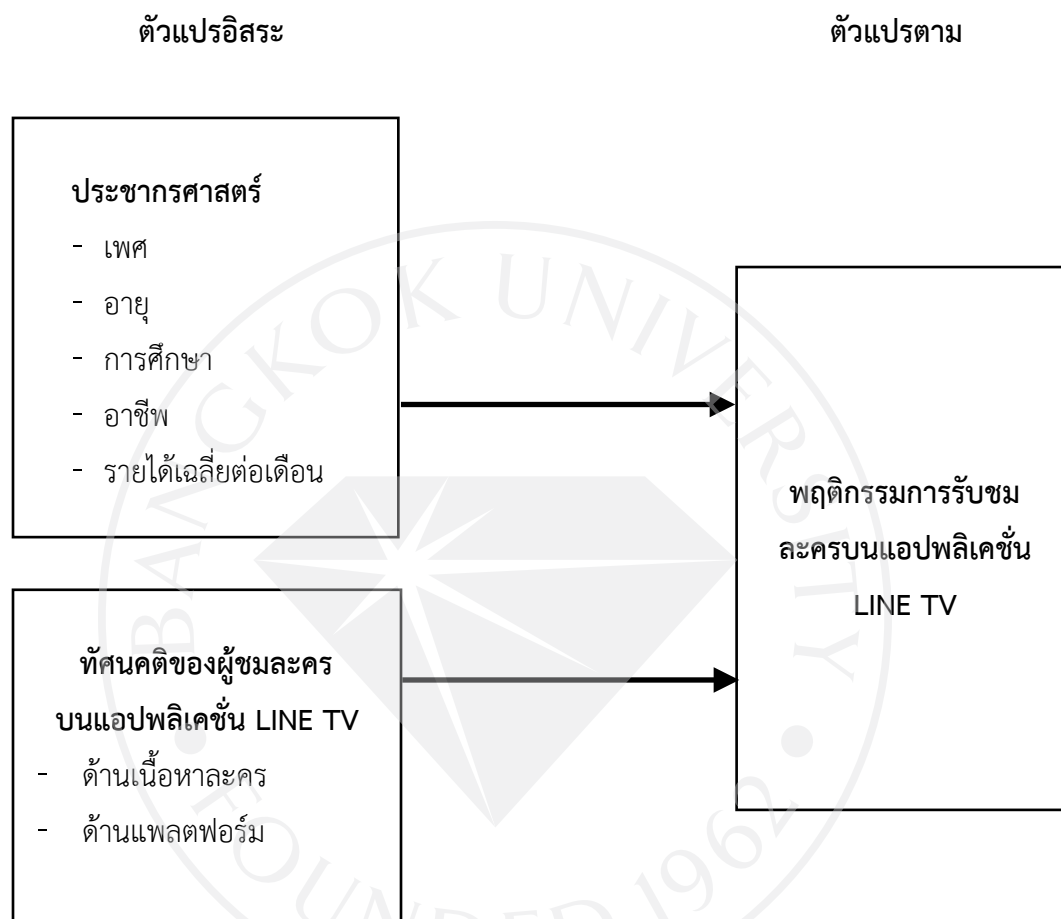 ตัวแปรอิสระ
ตัวแปรตาม
ประชากรศาสตร์
- เพศ
- อายุ
- การศึกษา
- อาชีพ
- รายได้เฉลี่ยต่อเดือน
ทัศนคติของผู้ชมละคร
บนแอปพลิเคชั่น LINE TV
- ด้านเนื้อหาละคร
- ด้านแพลตฟอร์ม
พฤติกรรมการรับชม
ละครบนแอปพลิเคชั่น
LINE TV
BANGKOK UNIVERSITY
FOUNDED 1962